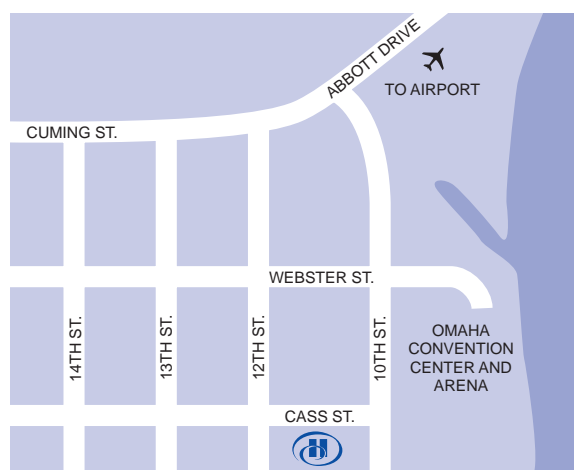 ABBOTT DRIVE
TO AIRPORT
CUMING ST.
WEBSTER ST.
14TH ST.
13TH ST.
12TH ST.
10TH ST.
OMAHA
CONVENTION
CENTER AND
ARENA
CASS ST.
H